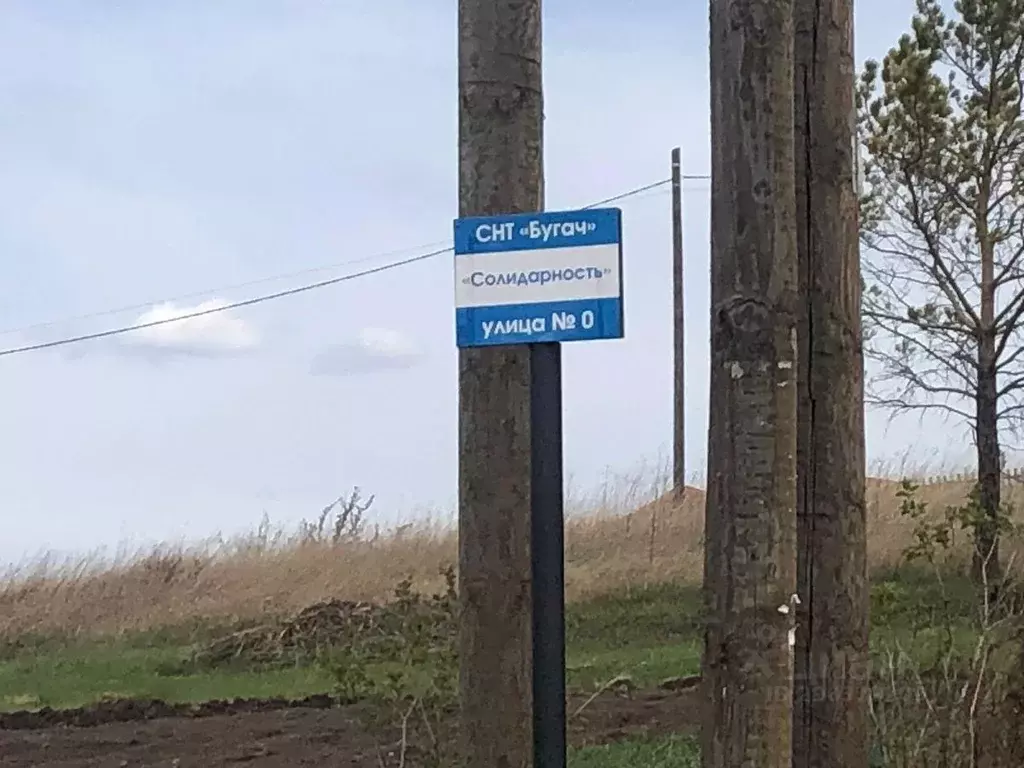 СНТ «Бугач»
«Солидарность»
улица № 0